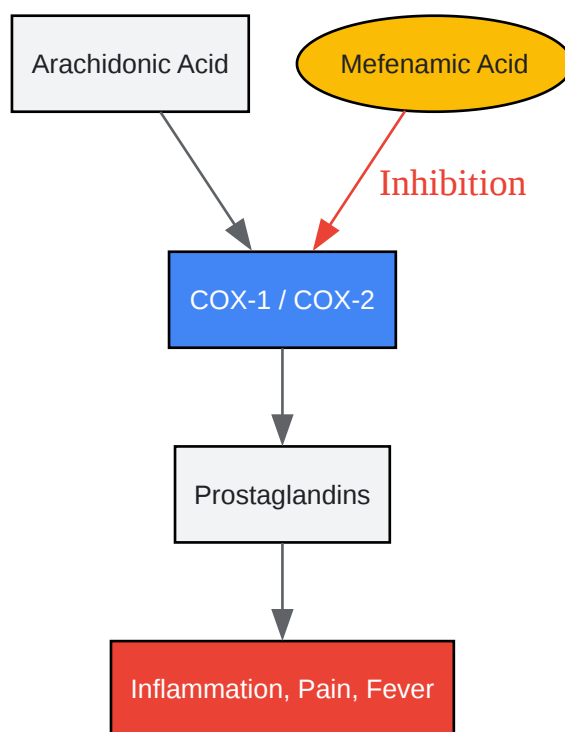 Arachidonic Acid
Mefenamic Acid
Inhibition
COX-1 / COX-2
Prostaglandins
Inflammation, Pain, Fever